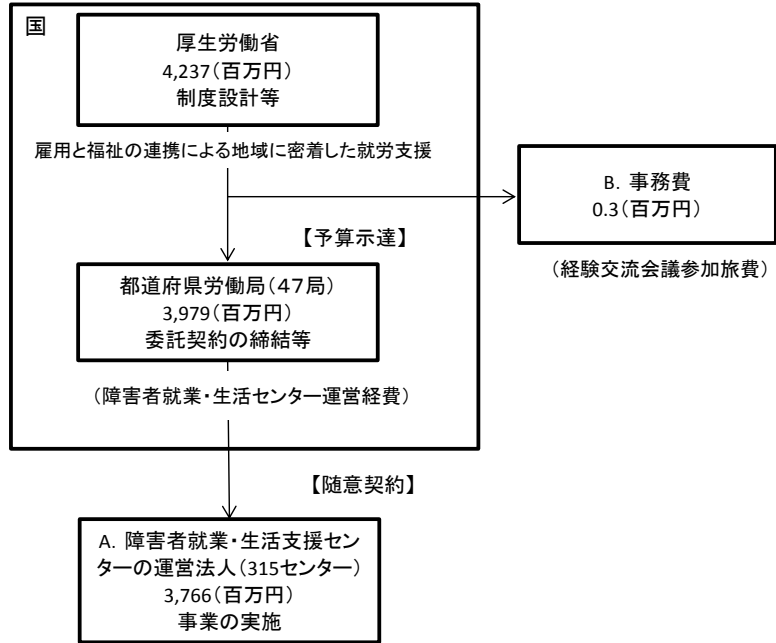 国
厚生労働省
4,237(百万円)
制度設計等
雇用と福祉の連携による地域に密着した就労支援
B. 事務費
0.3(百万円)
(経験交流会議参加旅費)
【予算示達】
都道府県労働局(４７局)
3,979(百万円)
委託契約の締結等
(障害者就業・生活センター運営経費)
【随意契約】
A. 障害者就業・生活支援セン
ターの運営法人(315センター)
3,766(百万円)
事業の実施